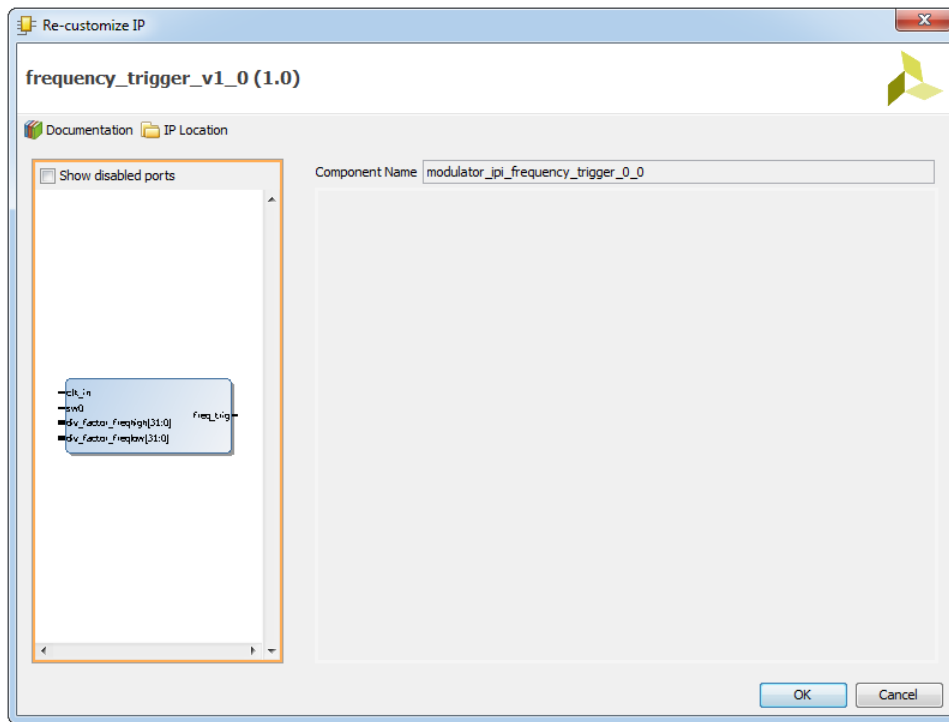 Re-customize IP
frequency_trigger_v1_0 (1.0)
Documentation IP Location
Show disabled ports
Component Name modulator_ipi_frequency_trigger_0_0
clk_in
sw0
freq_trig
div_factor_freqhigh[31:0]
div_factor_freqlow[31:0]
OK Cancel